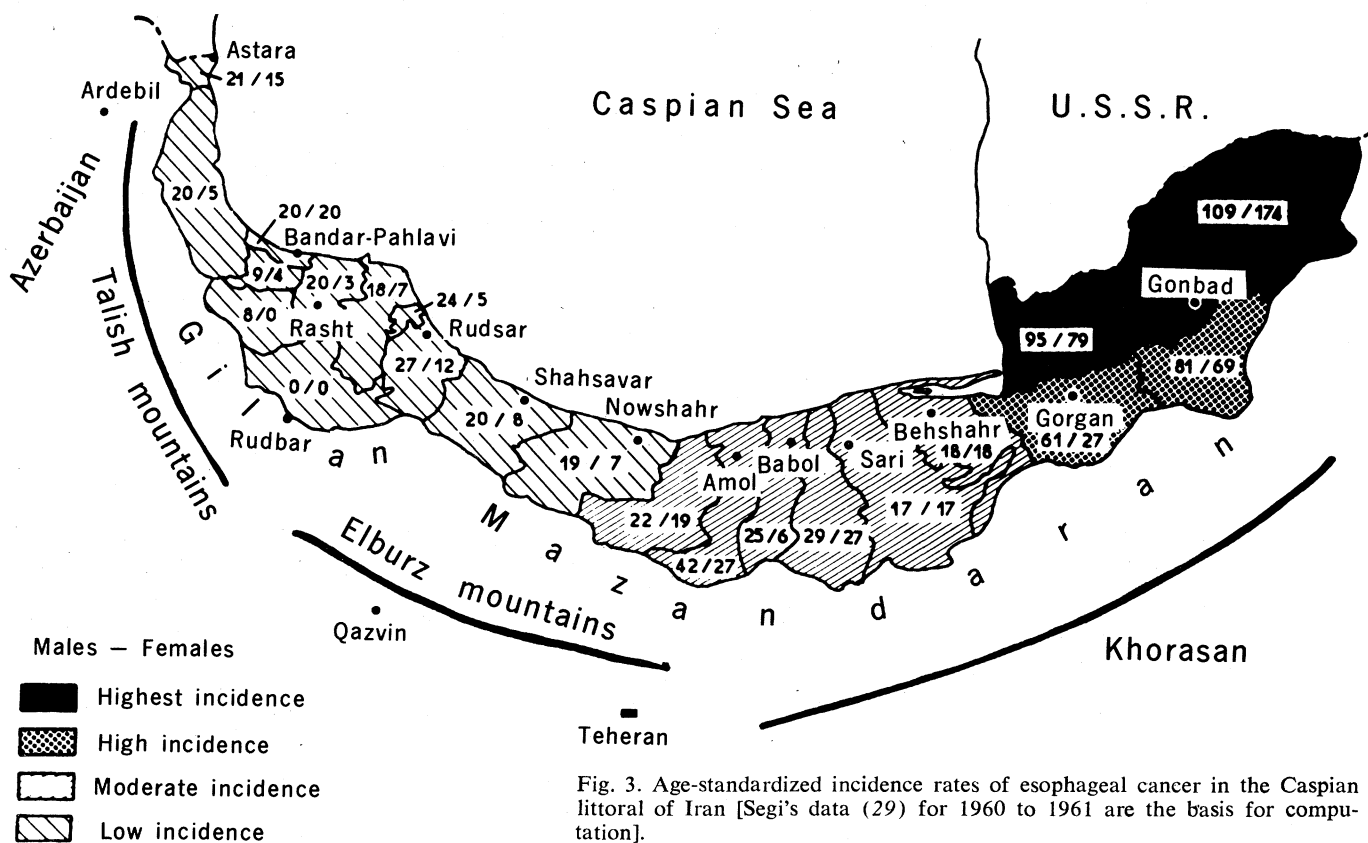 Astara
21 / 15
Ardebil
Caspian Sea
U.S.S.R.
Azerbaijan
Talish mountains
20 / 5
20 / 20
Bandar-Pahlavi
9/4
20/3
18/7
24 / 5
8/0
Rasht
Rudsar
27 / 12
0/0
Rudbar
Gilan
109 / 174
Gonbad
95 / 79
81 / 69
Gorgan
61 / 27
Shahsavar
Nowshahr
20 / 8
19 / 7
Behshahr
18/18
Babol
Sari
Amol
17 / 17
22 / 19
25/6
29 / 27
42 / 27
Mazandaran
Elburz mountains
Qazvin
Khorasan
Teheran
Males – Females
Highest incidence
High incidence
Moderate incidence
Low incidence
Fig. 3. Age-standardized incidence rates of esophageal cancer in the Caspian
littoral of Iran [Segi's data (29) for 1960 to 1961 are the basis for compu-
tation].